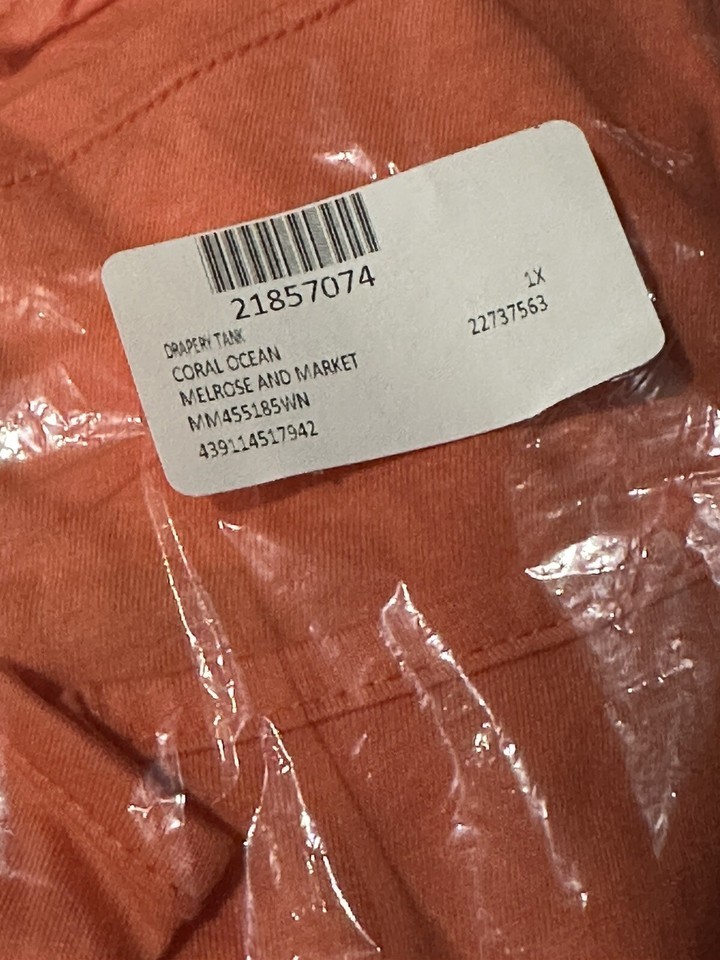 21857074
DRAPERY TANK
CORAL OCEAN
MELROSE AND MARKET
MM455185WN
439114517942
1X
22737563